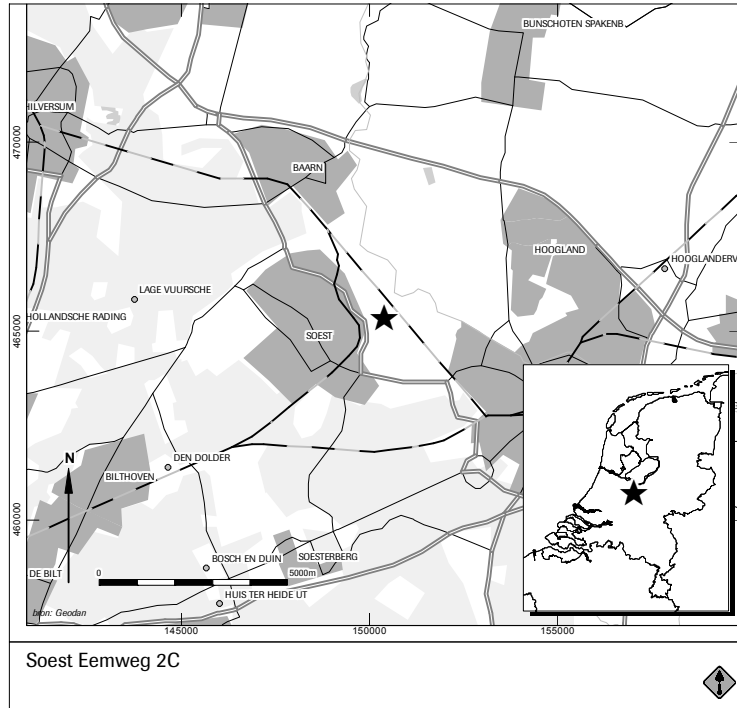 BUNSCHOTEN SPAKENB
HILVERSUM
470000
BAARN
HOOGLAND
HOOGLANDERV
LAGE VUURSCHE
HOLLANDSCHE RADING
465000
SOEST
N
DEN DOLDER
BILTHOVEN
460000
SOESTERBERG
BOSCH EN DUIN
DE BILT
0 5000m
HUIS TER HEIDE UT
bron: Geodan
145000 150000 155000
Soest Eemweg 2C